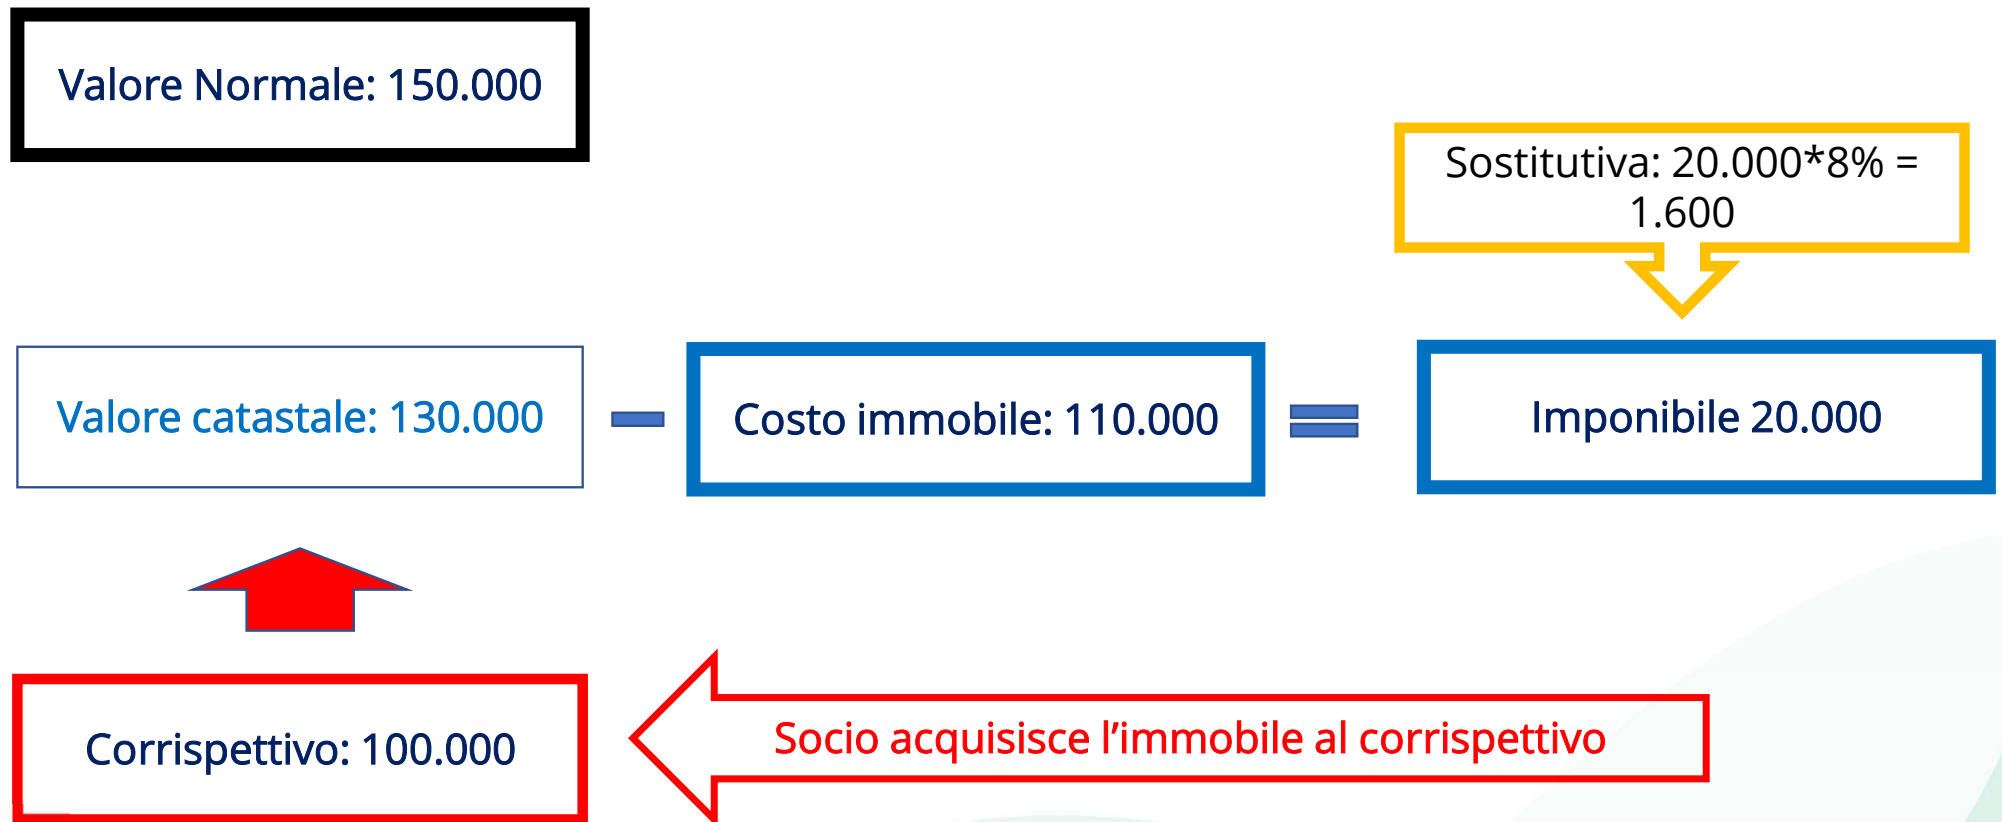 Valore Normale: 150.000
Sostitutiva: 20.000*8% =
1.600
Valore catastale: 130.000
Costo immobile: 110.000
Imponibile 20.000
Corrispettivo: 100.000
Socio acquisisce l’immobile al corrispettivo